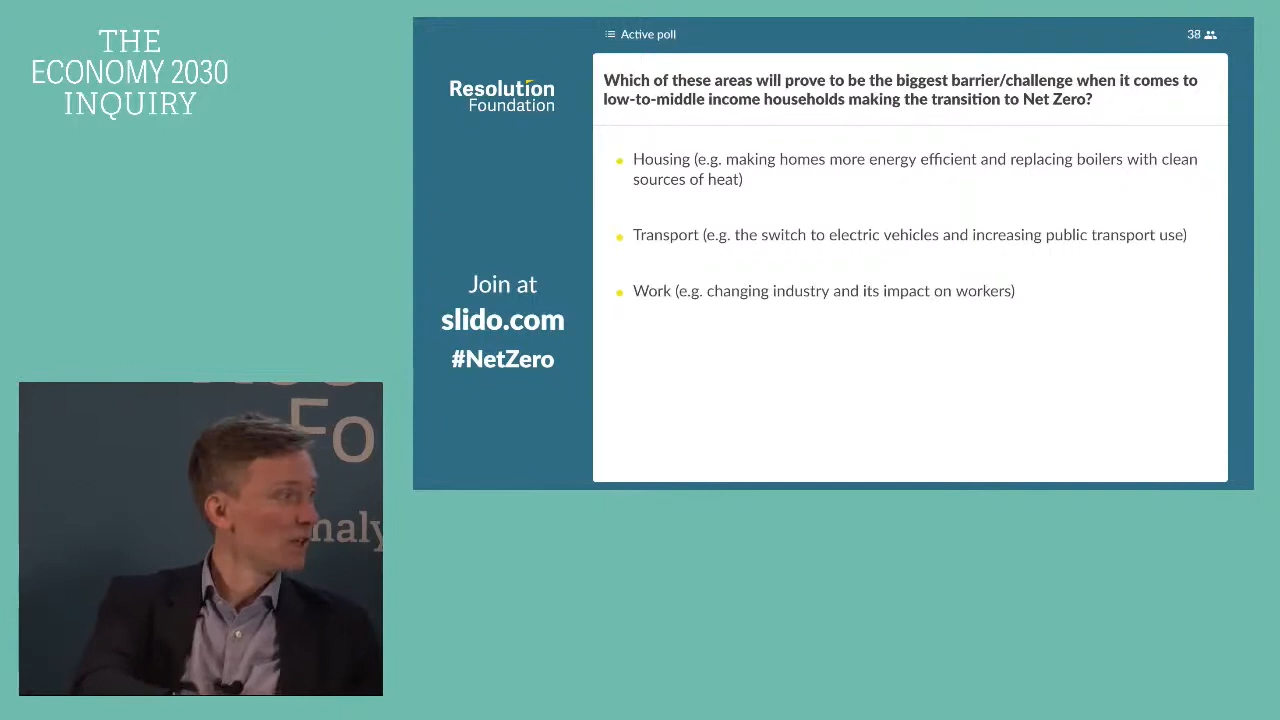 THE
ECONOMY 2030
INQUIRY
Active poll
38
Resolution
Foundation
Which of these areas will prove to be the biggest barrier/challenge when it comes to
low-to-middle income households making the transition to Net Zero?
Housing (e.g. making homes more energy efficient and replacing boilers with clean
sources of heat)
Transport (e.g. the switch to electric vehicles and increasing public transport use)
Work (e.g. changing industry and its impact on workers)
Join at
slido.com
#NetZero
Fo
naly